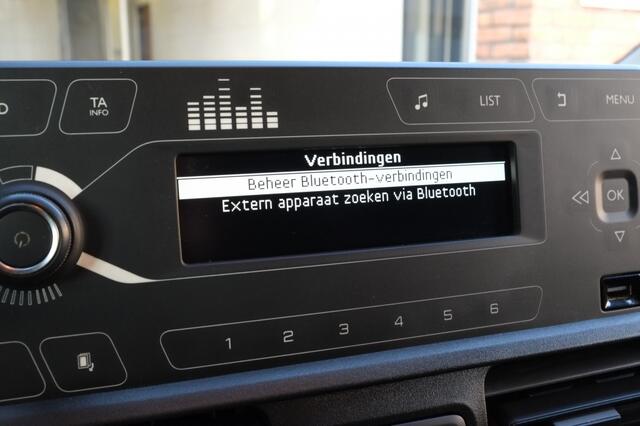 TA
INFO
LIST
MENU
Verbindingen
Beheer Bluetooth-verbindingen
Extern apparaat zoeken via Bluetooth
OK
1 2 3 4 5 6